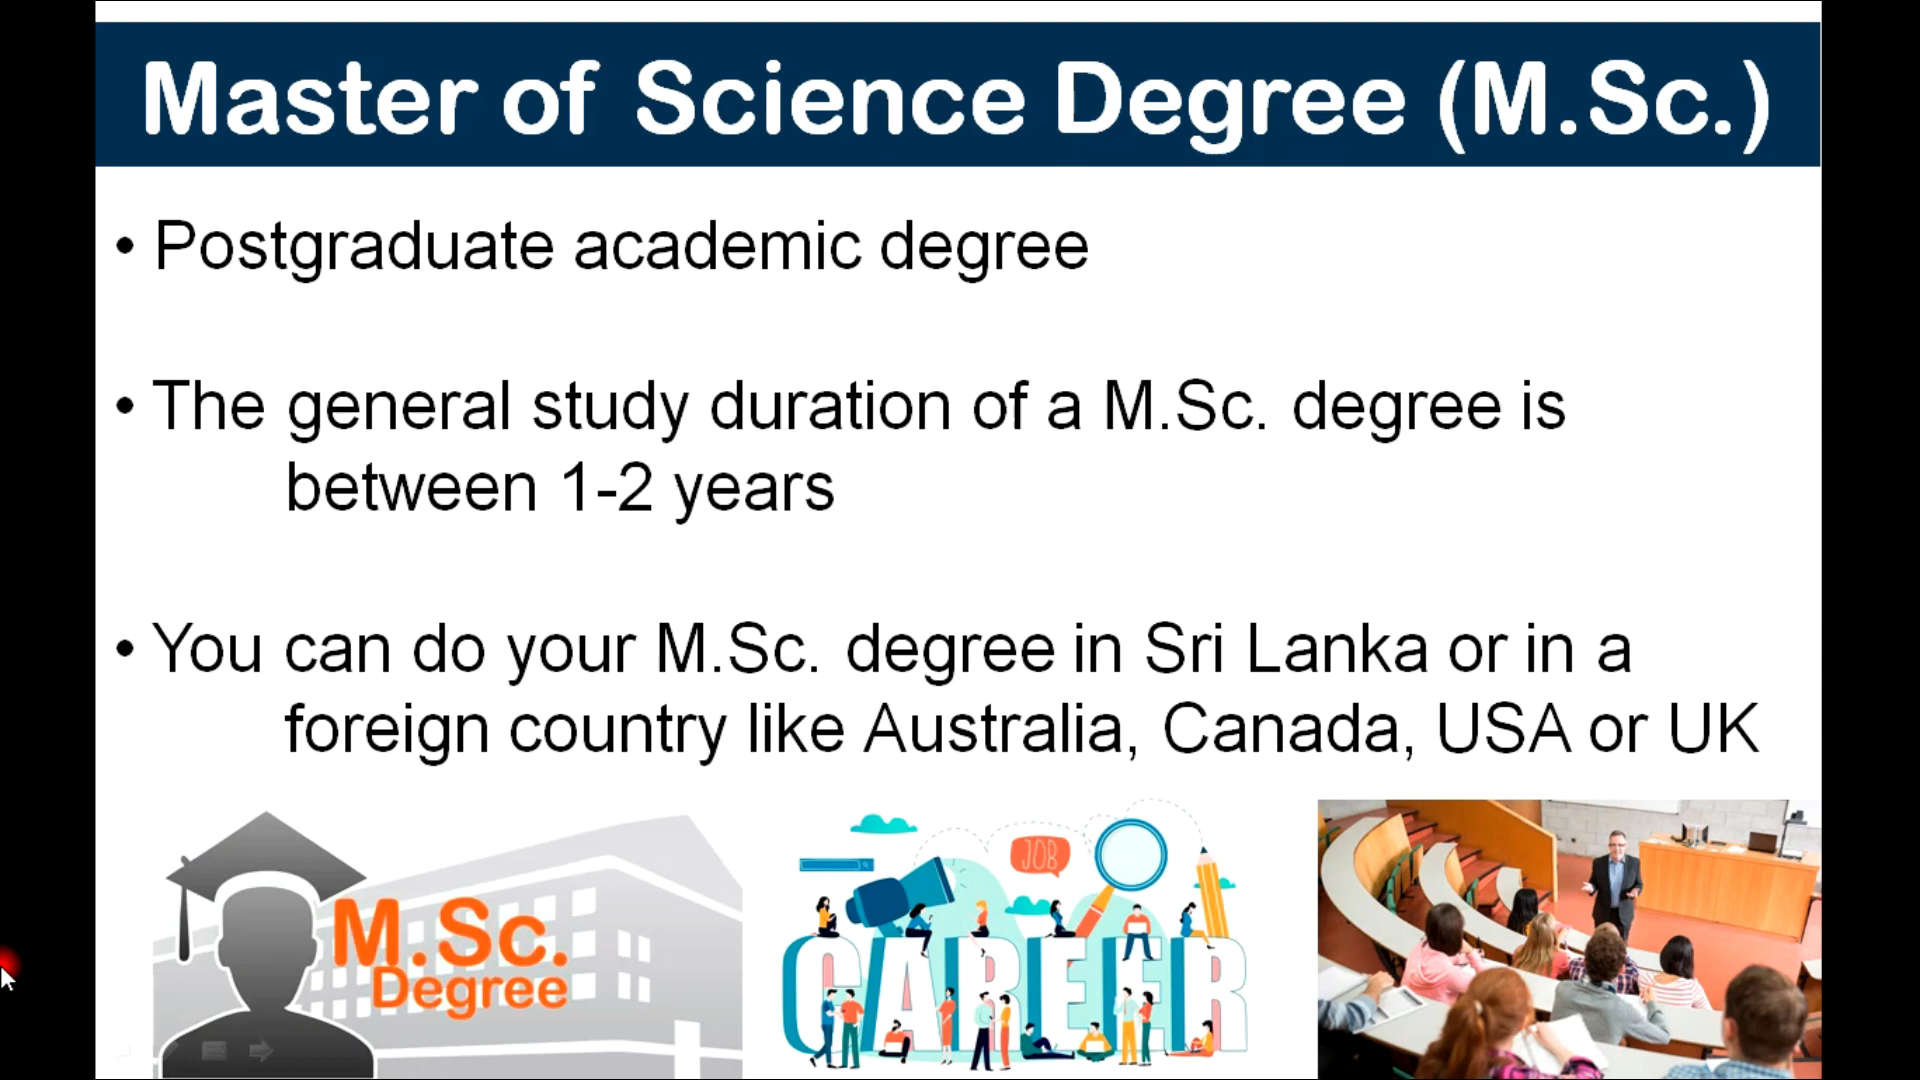 Master of Science Degree (M.Sc.)
• Postgraduate academic degree
• The general study duration of a M.Sc. degree is
between 1-2 years
• You can do your M.Sc. degree in Sri Lanka or in a
foreign country like Australia, Canada, USA or UK
M.Sc.
Degree
JOB
CAREER